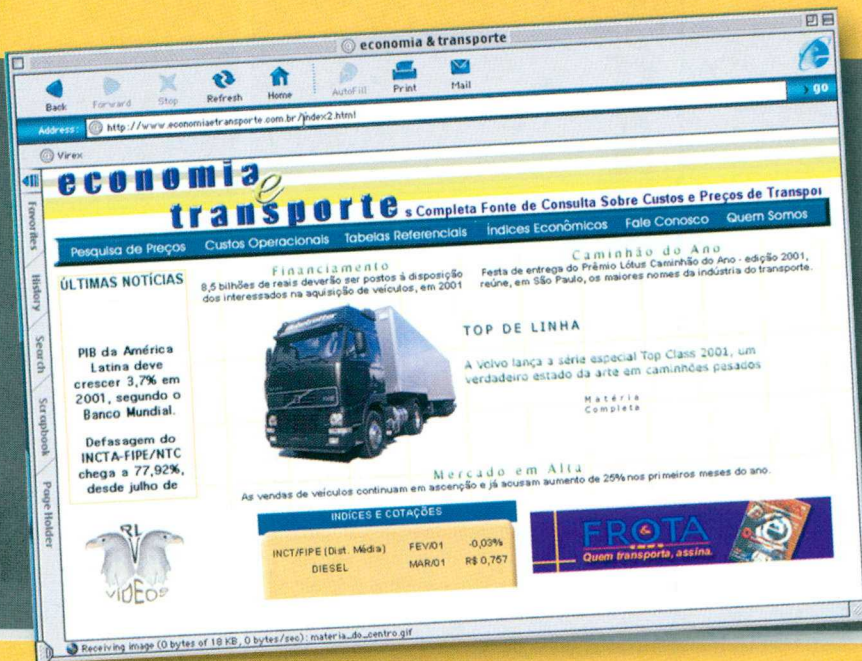 economia & transporte
Back Forward Stop Refresh Home AutoFill Print Mail
Address: http://www.economiaetransporte.com.br/index2.html go
Virex
Favorites
History
Search
Scrapbook
Page Holder
economia e
transporte
s Completa Fonte de Consulta Sobre Custos e Preços de Transpor
Pesquisa de Preços Custos Operacionais Tabelas Referenciais Índices Econômicos Fale Conosco Quem Somos
ÚLTIMAS NOTÍCIAS
PIB da América
Latina deve
crescer 3,7% em
2001, segundo o
Banco Mundial.
Defasagem do
INCTA-FIPE/NTC
chega a 77,92%,
desde julho de
RL
VIDEOS
Financiamento
8,5 bilhões de reais deverão ser postos à disposição
dos interessados na aquisição de veículos, em 2001
Caminhão do Ano
Festa de entrega do Prêmio Lótus Caminhão do Ano - edição 2001,
reúne, em São Paulo, os maiores nomes da indústria do transporte.
TOP DE LINHA
A Volvo lança a série especial Top Class 2001, um
verdadeiro estado da arte em caminhões pesados
Matéria
Completa
Mercado em Alta
As vendas de veículos continuam em ascenção e já acusam aumento de 25% nos primeiros meses do ano.
INDICES E COTAÇÕES
INCT/FIPE (Dist. Média) FEV/01 -0,03%
DIESEL MAR/01 R$ 0,757
FROTA
&
Quem transporta, assina.
Receiving image (0 bytes of 18 KB, 0 bytes/sec): materia_do_centro.gif